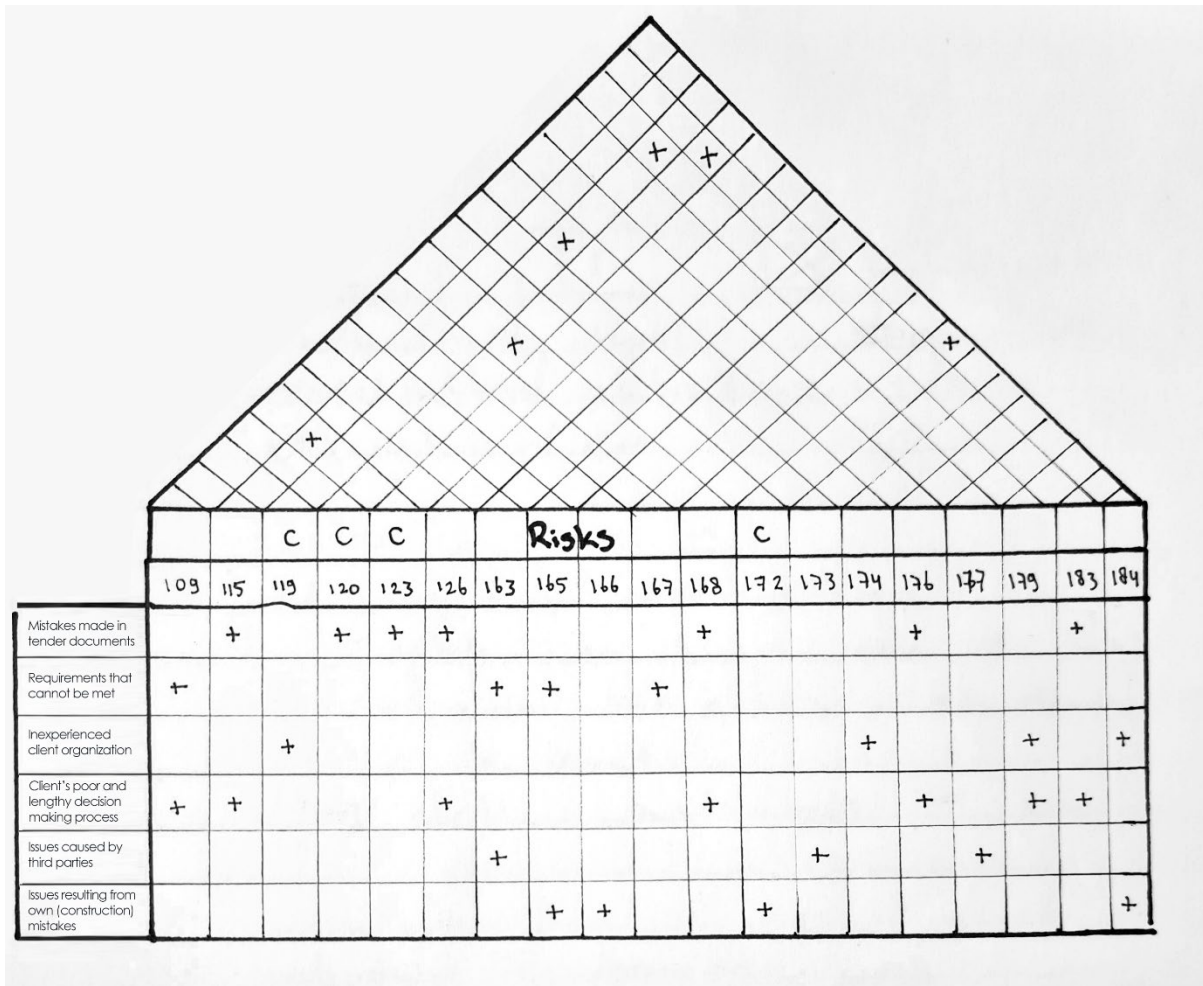 + +
+
+ +
+
C C C Risks C
109 115 119 120 123 126 163 165 166 167 168 172 173 174 176 179 183 184
Mistakes made in + + + + + + +
tender documents
Requirements that + + + +
cannot be met
Inexperienced + + + +
client organization
Client's poor and
lengthy decision + + + + + + +
making process
Issues caused by + + +
third parties
Issues resulting from
own (construction) + + + +
mistakes